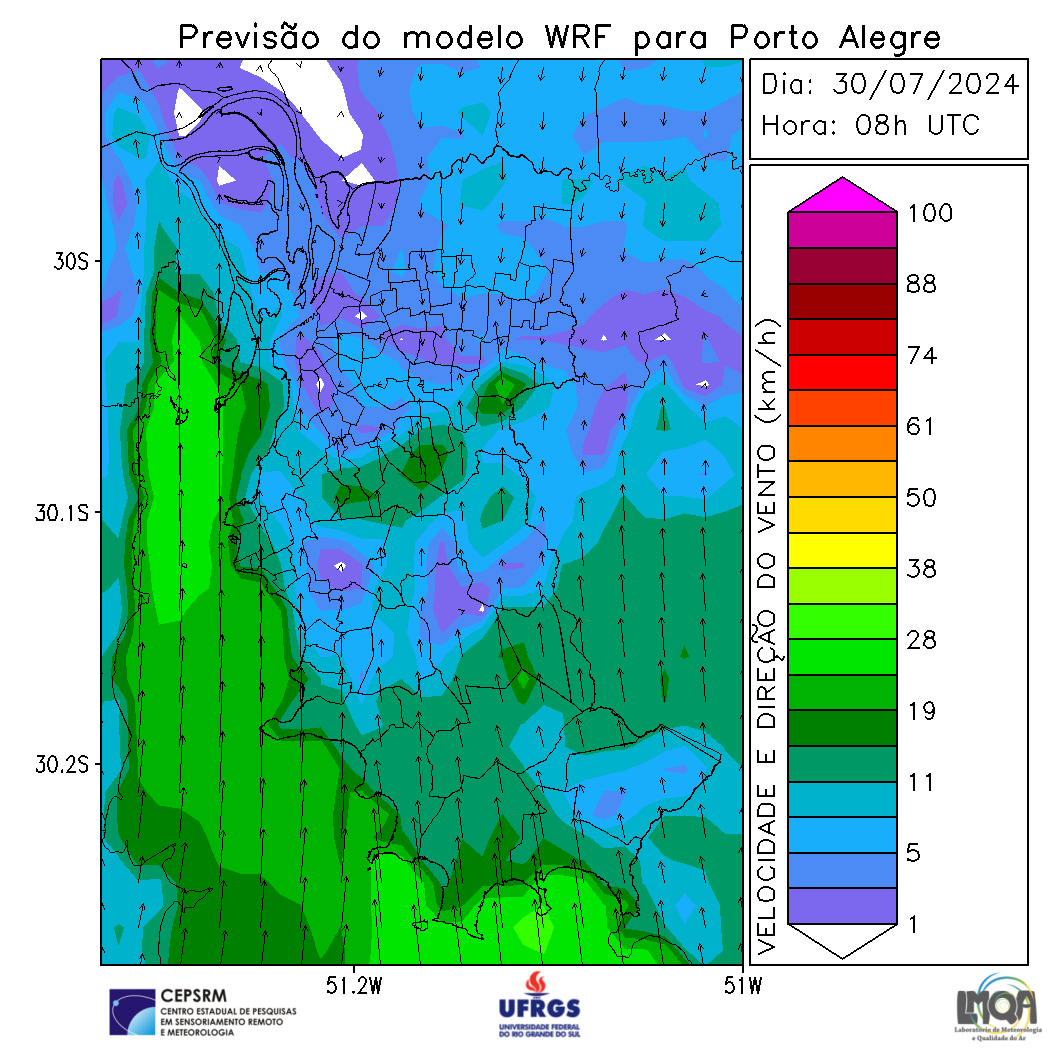 Previsão do modelo WRF para Porto Alegre
Dia: 30/07/2024
Hora: 08h UTC
30S
30.1S
30.2S
51.2W
51W
VELOCIDADE E DIREÇÃO DO VENTO (km/h)
100
88
74
61
50
38
28
19
11
5
1
CEPSRM
CENTRO ESTADUAL DE PESQUISAS
EM SENSORIAMENTO REMOTO
E METEOROLOGIA
UFRGS
UNIVERSIDADE FEDERAL
DO RIO GRANDE DO SUL
LMQA
Laboratório de Meteorologia
e Qualidade do Ar